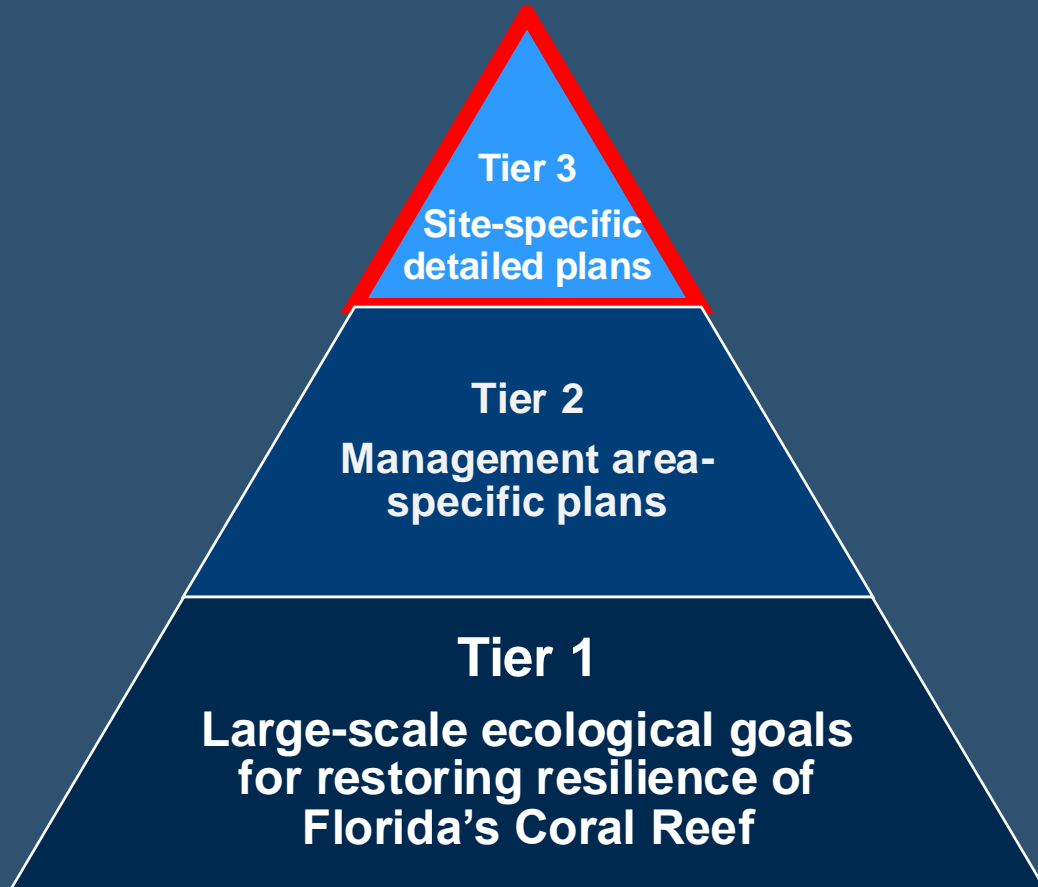 Tier 3
Site-specific
detailed plans
Tier 2
Management area-
specific plans
Tier 1
Large-scale ecological goals
for restoring resilience of
Florida’s Coral Reef